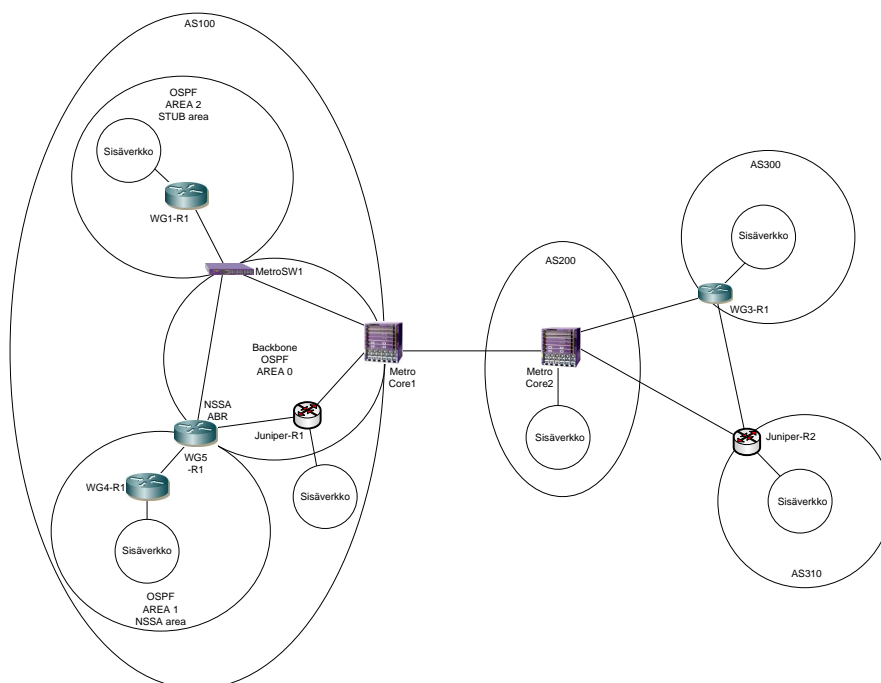 AS100
OSPF
AREA 2
STUB area
Sisäverkko
WG1-R1
MetroSW1
Backbone
OSPF
AREA 0
Metro
Core1
NSSA
ABR
WG5
-R1
Juniper-R1
Sisäverkko
WG4-R1
Sisäverkko
OSPF
AREA 1
NSSA area
AS200
Metro
Core2
Sisäverkko
AS300
Sisäverkko
WG3-R1
Juniper-R2
Sisäverkko
AS310